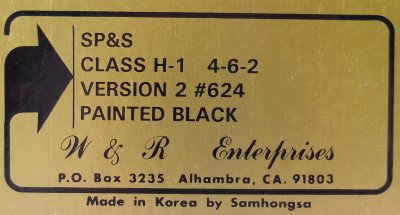 SP&S
CLASS H-1 4-6-2
VERSION 2 #624
PAINTED BLACK
W & R Enterprises
P.O. Box 3235 Alhambra, CA. 91803
Made in Korea by Samhongsa